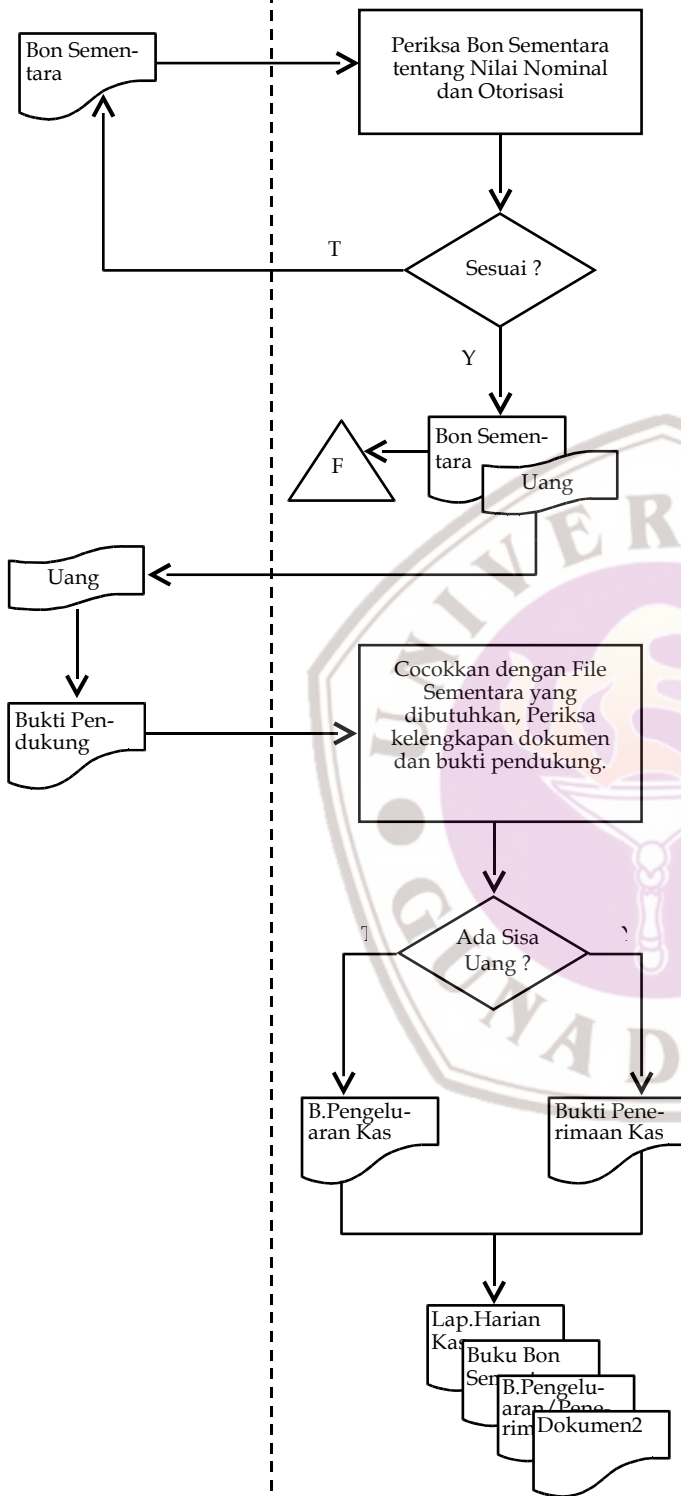 Bon Semen-
tara
Periksa Bon Sementara
tentang Nilai Nominal
dan Otorisasi
T
Sesuai ?
Y
F
Bon Semen-
tara
Uang
Uang
Bukti Pen-
dukung
Cocokkan dengan File
Sementara yang
dibutuhkan, Periksa
kelengkapan dokumen
dan bukti pendukung.
Ada Sisa
Uang ?
B.Pengelu-
aran Kas
Bukti Pene-
rimaan Kas
Lap.Harian
Kas
Buku Bon
B.Pengelu-
aran/Pene-
Dokumen2